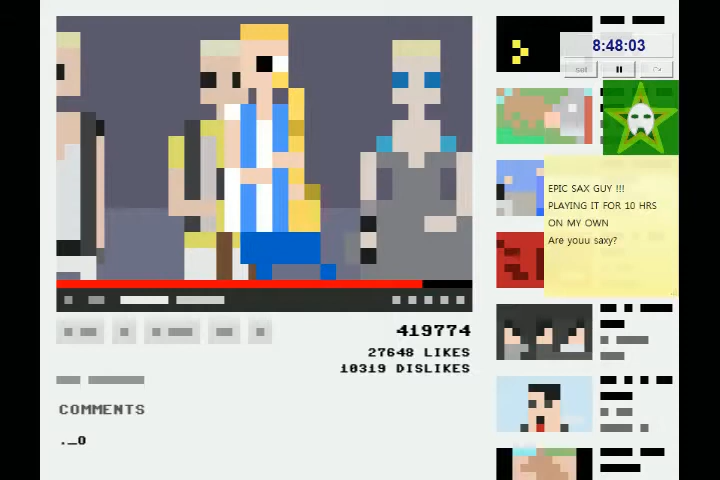 8:48:03
set
EPIC SAX GUY !!!
PLAYING IT FOR 10 HRS
ON MY OWN
Are youu saxy?
419774
27648 LIKES
10319 DISLIKES
COMMENTS
._O